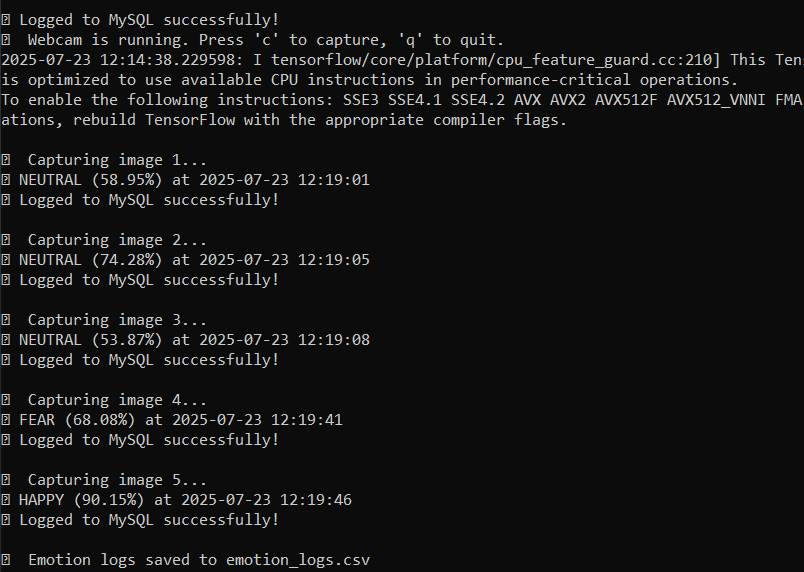 ⍰ Logged to MySQL successfully!
⍰  Webcam is running. Press 'c' to capture, 'q' to quit.
2025-07-23 12:14:38.229598: I tensorflow/core/platform/cpu_feature_guard.cc:210] This Ten
is optimized to use available CPU instructions in performance-critical operations.
To enable the following instructions: SSE3 SSE4.1 SSE4.2 AVX AVX2 AVX512F AVX512_VNNI FMA
ations, rebuild TensorFlow with the appropriate compiler flags.
⍰  Capturing image 1...
⍰ NEUTRAL (58.95%) at 2025-07-23 12:19:01
⍰ Logged to MySQL successfully!
⍰  Capturing image 2...
⍰ NEUTRAL (74.28%) at 2025-07-23 12:19:05
⍰ Logged to MySQL successfully!
⍰  Capturing image 3...
⍰ NEUTRAL (53.87%) at 2025-07-23 12:19:08
⍰ Logged to MySQL successfully!
⍰  Capturing image 4...
⍰ FEAR (68.08%) at 2025-07-23 12:19:41
⍰ Logged to MySQL successfully!
⍰  Capturing image 5...
⍰ HAPPY (90.15%) at 2025-07-23 12:19:46
⍰ Logged to MySQL successfully!
⍰  Emotion logs saved to emotion_logs.csv